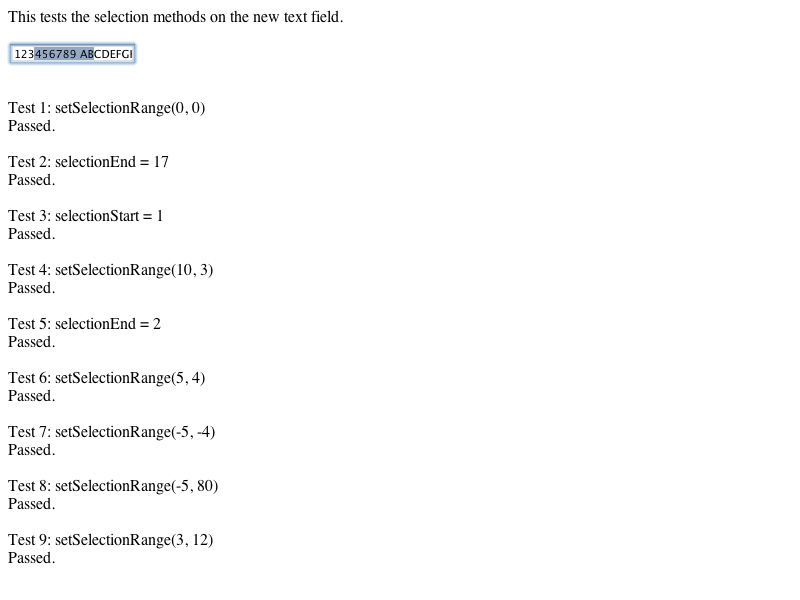 This tests the selection methods on the new text field.
123456789 ABCDEFGI
Test 1: setSelectionRange(0, 0)
Passed.
Test 2: selectionEnd = 17
Passed.
Test 3: selectionStart = 1
Passed.
Test 4: setSelectionRange(10, 3)
Passed.
Test 5: selectionEnd = 2
Passed.
Test 6: setSelectionRange(5, 4)
Passed.
Test 7: setSelectionRange(-5, -4)
Passed.
Test 8: setSelectionRange(-5, 80)
Passed.
Test 9: setSelectionRange(3, 12)
Passed.